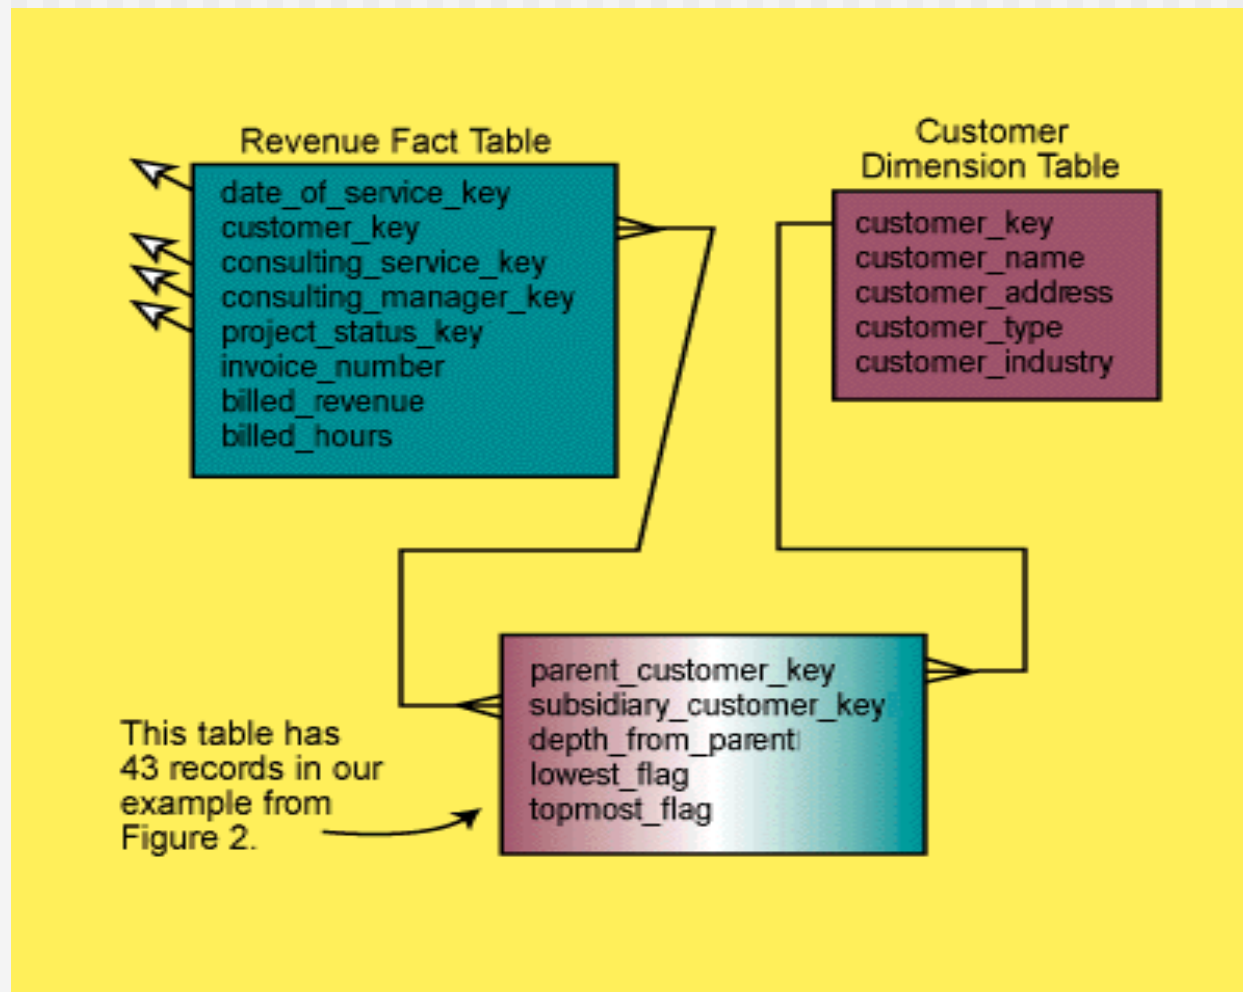 Revenue Fact Table
date_of_service_key
customer_key
consulting_service_key
consulting_manager_key
project_status_key
invoice_number
billed_revenue
billed_hours
Customer
Dimension Table
customer_key
customer_name
customer_address
customer_type
customer_industry
parent_customer_key
subsidiary_customer_key
depth_from_parent
lowest_flag
topmost_flag
This table has
43 records in our
example from
Figure 2.